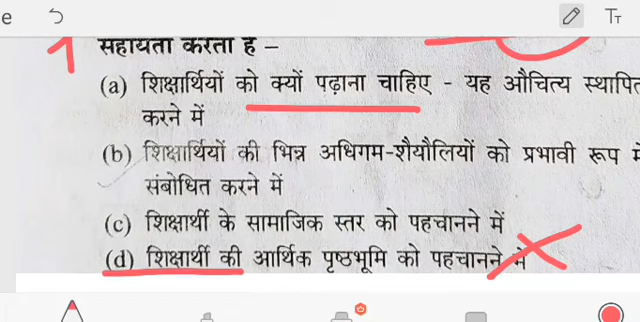 सहायता करता है –
(a) शिक्षार्थियों को क्यों पढ़ाना चाहिए - यह औचित्य स्थापित
करने में
(b) शिक्षार्थियों की भिन्न अधिगम-शैयौलियों को प्रभावी रूप में
संबोधित करने में
(c) शिक्षार्थी के सामाजिक स्तर को पहचानने में
(d) शिक्षार्थी की आर्थिक पृष्ठभूमि को पहचानने में